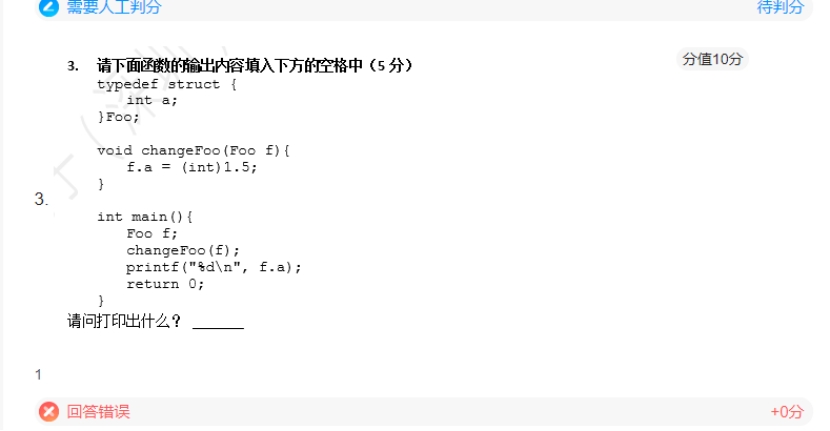 需要人工判分 待判分
分值10分
3. 请下面函数的输出内容填入下方的空格中（5 分）
typedef struct {
int a;
}Foo;
void changeFoo(Foo f){
f.a = (int)1.5;
}
3.
int main(){
Foo f;
changeFoo(f);
printf("%d\n", f.a);
return 0;
}
请问打印出什么？ ______
1
回答错误 +0分